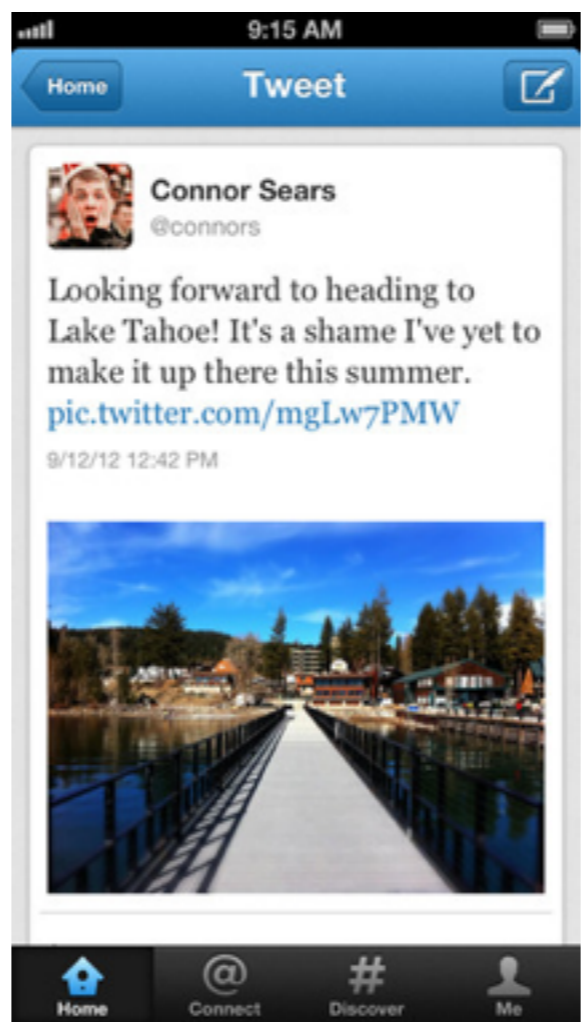 9:15 AM
Home
Tweet
Connor Sears
@connors
Looking forward to heading to
Lake Tahoe! It's a shame I've yet to
make it up there this summer.
pic.twitter.com/mgLw7PMW
9/12/12 12:42 PM
Home
@
Connect
#
Discover
Me